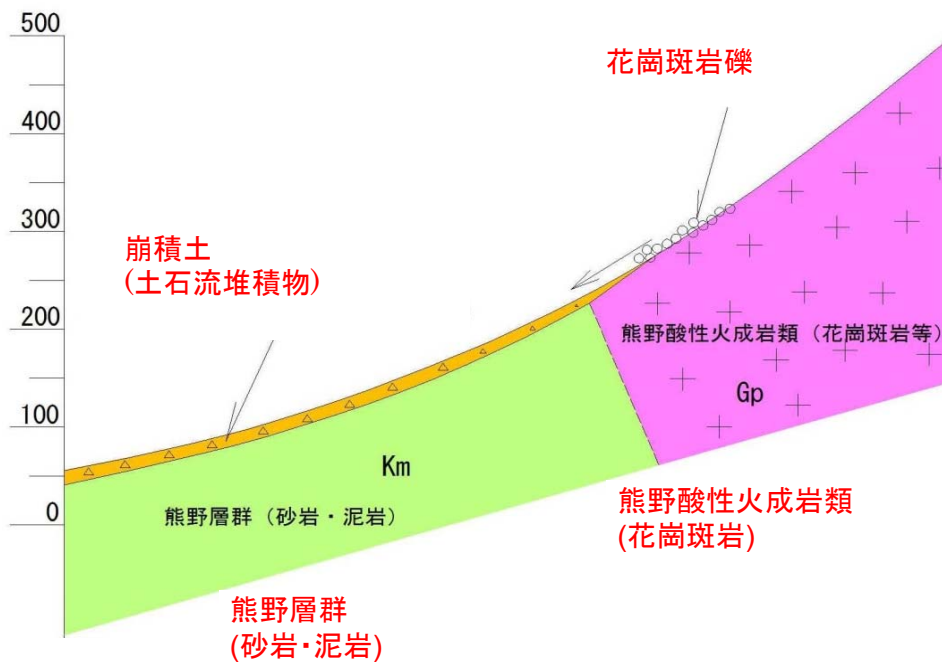 500
400
300
200
100
0
花崗斑岩礫
崩積土
(土石流堆積物)
熊野酸性火成岩類（花崗斑岩等）
Gp
Km
熊野層群（砂岩・泥岩）
熊野酸性火成岩類
(花崗斑岩)
熊野層群
(砂岩・泥岩)